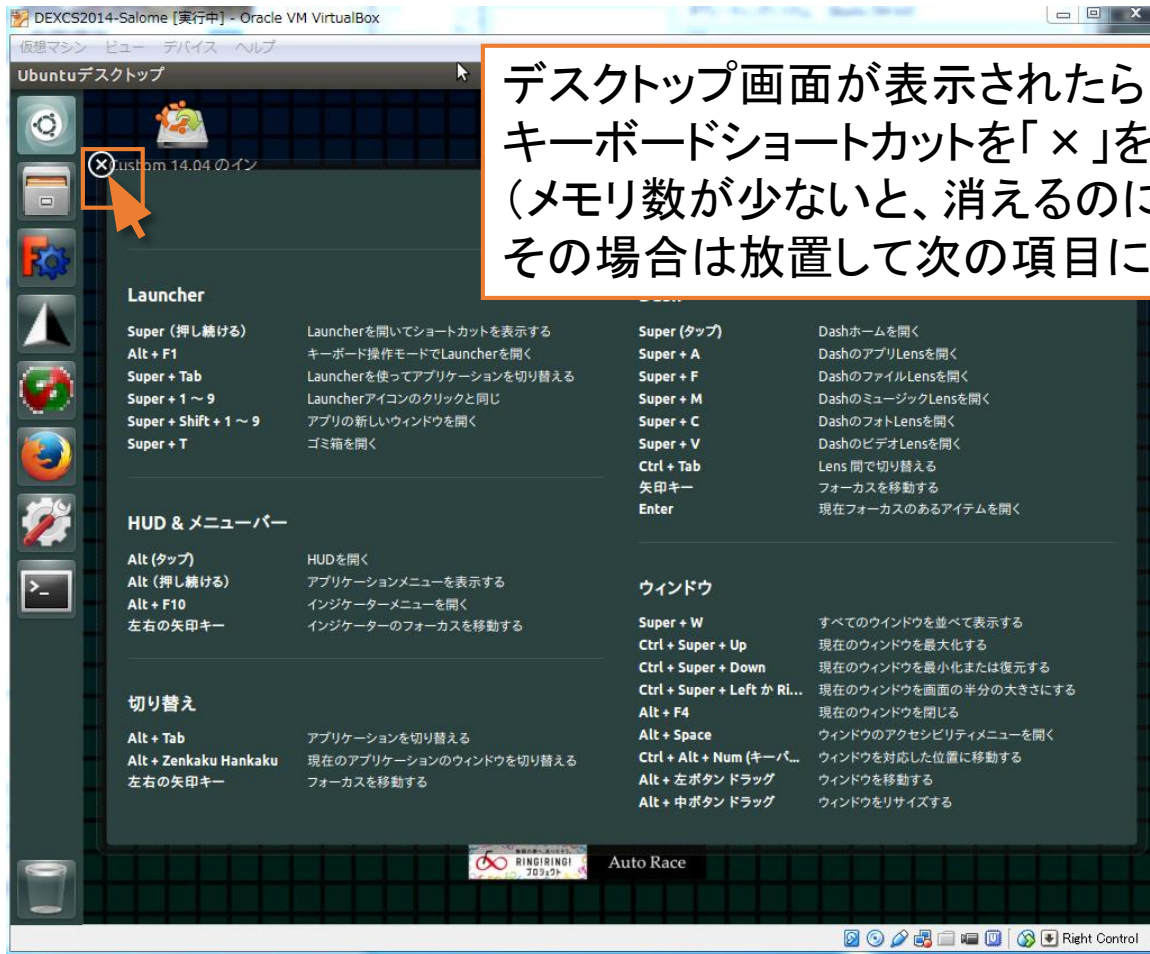 DEXCS2014-Salome [実行中] - Oracle VM VirtualBox
仮想マシン ビュー デバイス ヘルプ
Ubuntuデスクトップ
デスクトップ画面が表示されたら
キーボードショートカットを「×」を
(メモリ数が少ないと、消えるのに
その場合は放置して次の項目に
Custom 14.04 のイン
Launcher
Super (押し続ける) Launcherを開いてショートカットを表示する
Alt + F1 キーボード操作モードでLauncherを開く
Super + Tab Launcherを使ってアプリケーションを切り替える
Super + 1 ～ 9 Launcherアイコンのクリックと同じ
Super + Shift + 1 ～ 9 アプリの新しいウィンドウを開く
Super + T ゴミ箱を開く
HUD & メニューバー
Alt (タップ) HUDを開く
Alt (押し続ける) アプリケーションメニューを表示する
Alt + F10 インジケーターメニューを開く
左右の矢印キー インジケーターのフォーカスを移動する
切り替え
Alt + Tab アプリケーションを切り替える
Alt + Zenkaku Hankaku 現在のアプリケーションのウィンドウを切り替える
左右の矢印キー フォーカスを移動する
Super (タップ) Dashホームを開く
Super + A DashのアプリLensを開く
Super + F DashのファイルLensを開く
Super + M DashのミュージックLensを開く
Super + C DashのフォトLensを開く
Super + V DashのビデオLensを開く
Ctrl + Tab Lens 間で切り替える
矢印キー フォーカスを移動する
Enter 現在フォーカスのあるアイテムを開く
ウィンドウ
Super + W すべてのウインドウを並べて表示する
Ctrl + Super + Up 現在のウィンドウを最大化する
Ctrl + Super + Down 現在のウィンドウを最小化または復元する
Ctrl + Super + Left か Ri... 現在のウィンドウを画面の半分の大きさにする
Alt + F4 現在のウィンドウを閉じる
Alt + Space ウィンドウのアクセシビリティメニューを開く
Ctrl + Alt + Num (キーパ... ウィンドウを対応した位置に移動する
Alt + 左ボタン ドラッグ ウィンドウを移動する
Alt + 中ボタン ドラッグ ウィンドウをリサイズする
RING!RING!
プロジェクト
Auto Race
Right Control